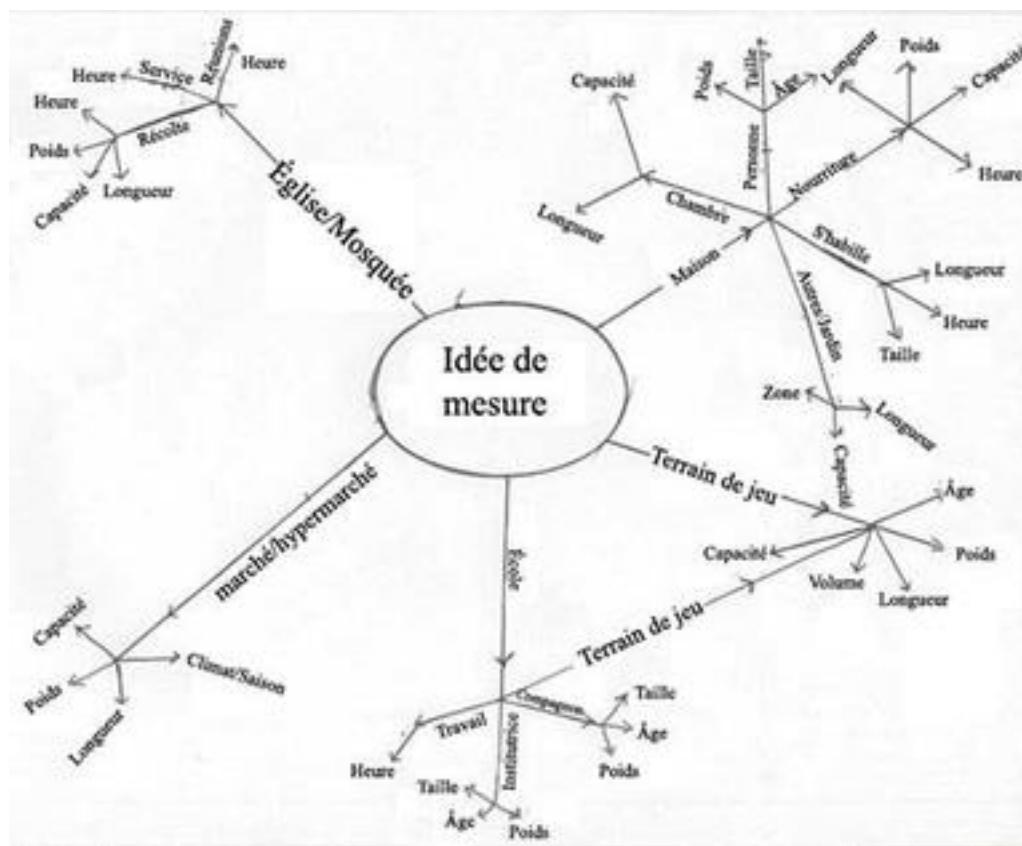 Heure
Service
Réunions
Heure
Heure
Récolte
Poids
Capacité
Longueur
Église/Mosquée
Capacité
Longueur
Chambre
Poids
Taille
Âge
Personne
Longueur
Poids
Capacité
Heure
Nourriture
Maison
S'habille
Longueur
Heure
Taille
Autres/Jardin
Zone
Longueur
Capacité
Idée de
mesure
Terrain de jeu
Âge
Poids
Capacité
Volume
Longueur
marché/hypermarché
Capacité
Climat/Saison
Poids
Longueur
École
Terrain de jeu
Travail
Heure
Compagnon
Taille
Âge
Poids
Institutrice
Taille
Âge
Poids